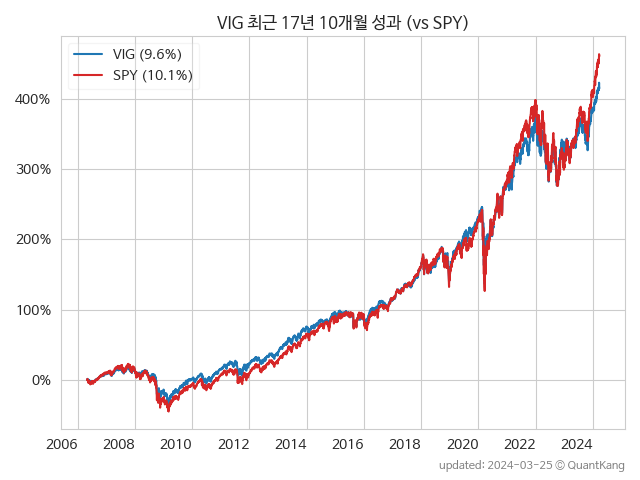 VIG 최근 17년 10개월 성과 (vs SPY)
VIG (9.6%)
SPY (10.1%)
400%
300%
200%
100%
0%
2006 2008 2010 2012 2014 2016 2018 2020 2022 2024
updated: 2024-03-25 © QuantKang